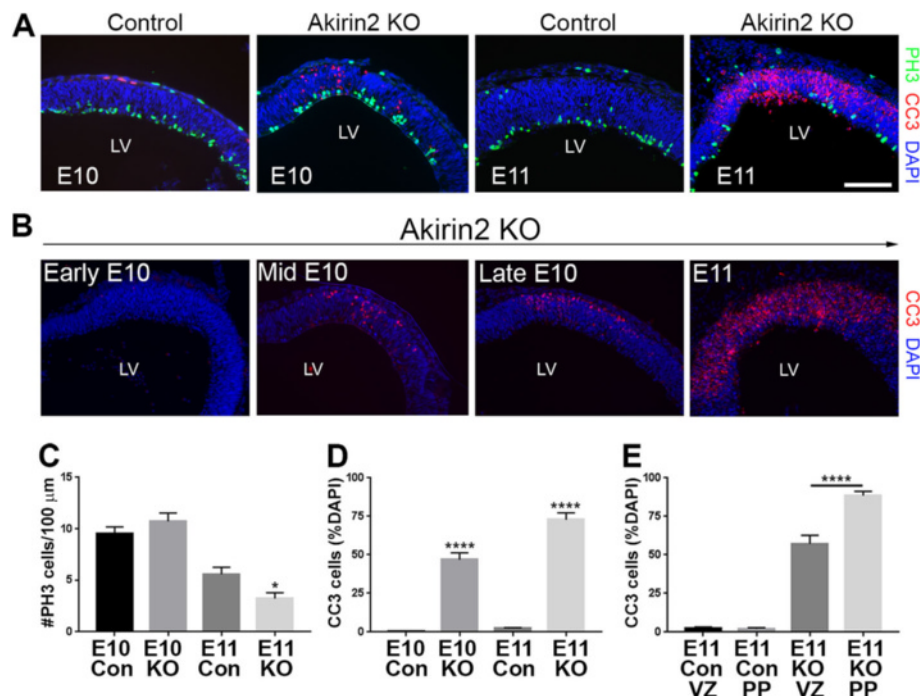 A
Control
Akirin2 KO
Control
Akirin2 KO
LV
E10
LV
E10
LV
E11
LV
E11
PH3 CC3 DAPI
B
Akirin2 KO
Early E10
LV
Mid E10
LV
Late E10
LV
E11
LV
CC3 DAPI
C
#PH3 cells/100 μm
15
10
5
0
*
E10 E10 E11 E11
Con KO Con KO
D
CC3 cells (%DAPI)
100
75
50
25
0
****
****
E10 E10 E11 E11
Con KO Con KO
E
CC3 cells (%DAPI)
100
75
50
25
0
****
E11 E11 E11 E11
Con Con KO KO
VZ PP VZ PP